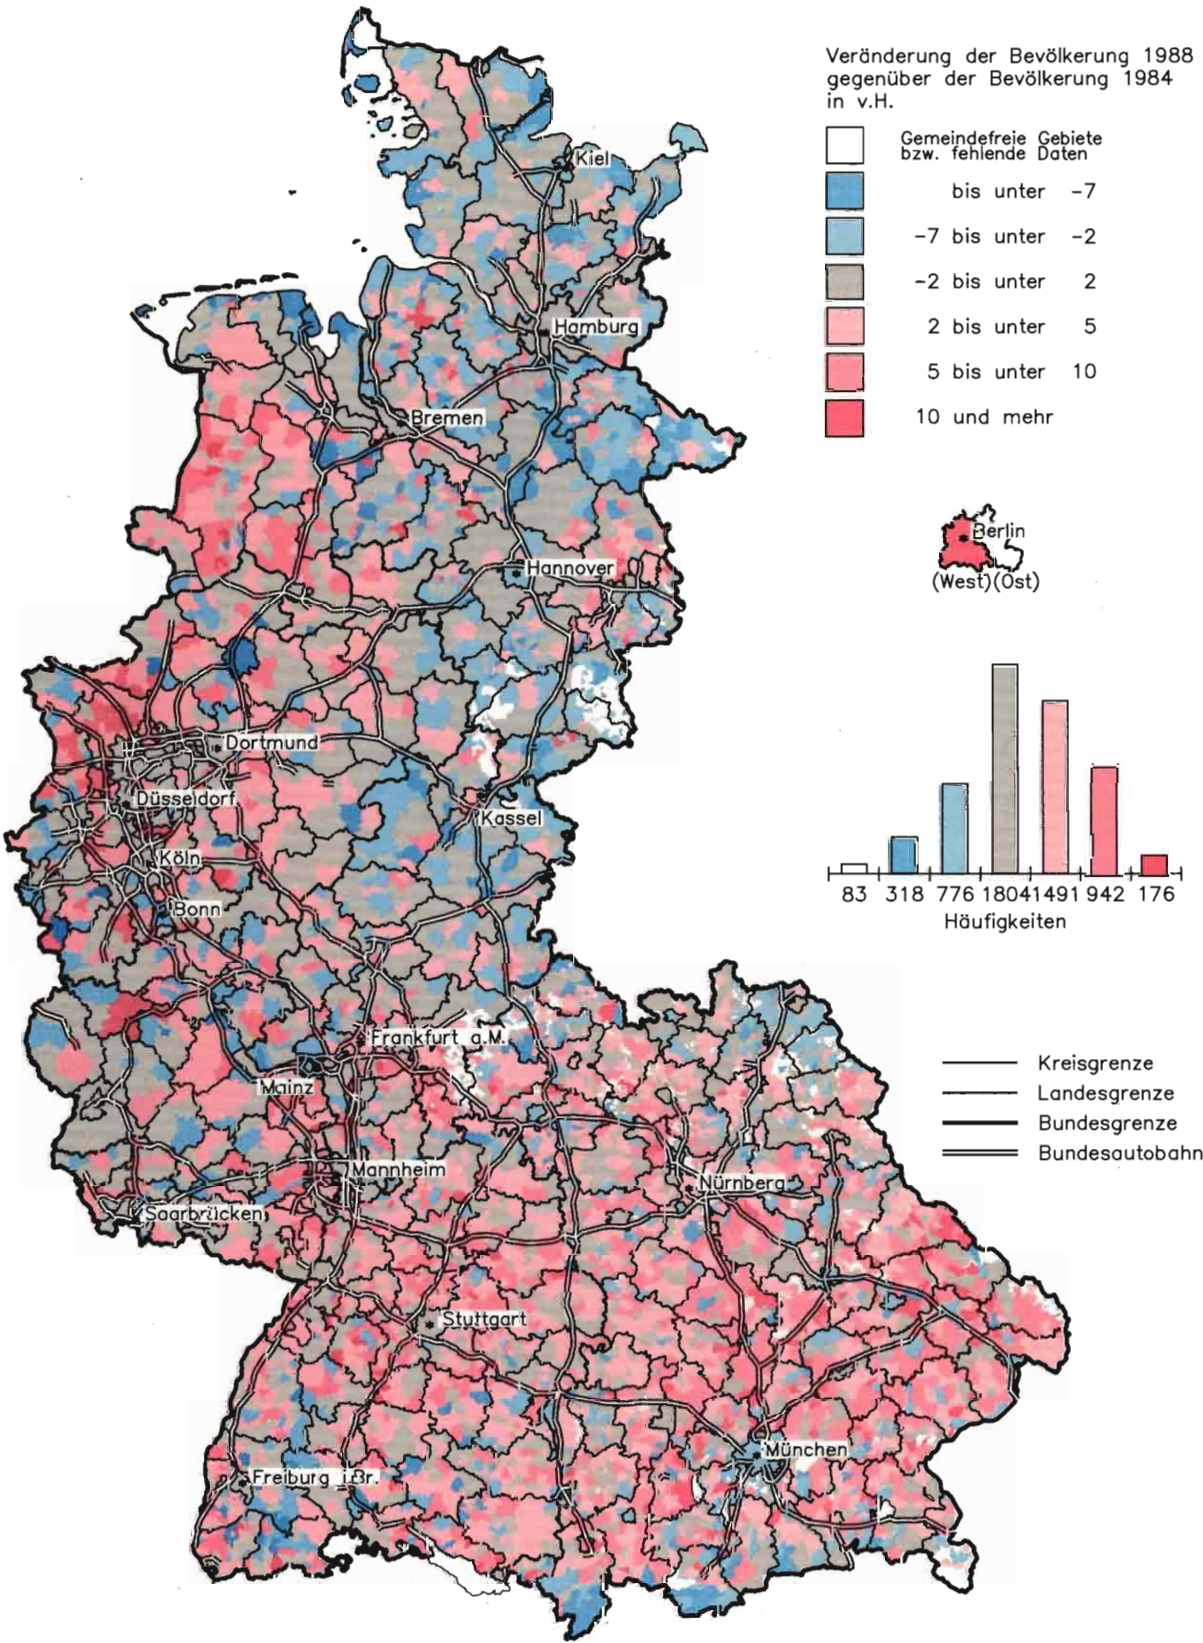 Veränderung der Bevölkerung 1988
gegenüber der Bevölkerung 1984
in v.H.
Gemeindefreie Gebiete
bzw. fehlende Daten
bis unter -7
-7 bis unter -2
-2 bis unter 2
2 bis unter 5
5 bis unter 10
10 und mehr
Kiel
Hamburg
Bremen
Berlin
(West)(Ost)
Hannover
Dortmund
Düsseldorf
Kassel
Köln
Bonn
83 318 776 1804 1491 942 176
Häufigkeiten
Frankfurt a.M.
Mainz
Kreisgrenze
Landesgrenze
Bundesgrenze
Bundesautobahn
Mannheim
Nürnberg
Saarbrücken
Stuttgart
München
Freiburg i.Br.